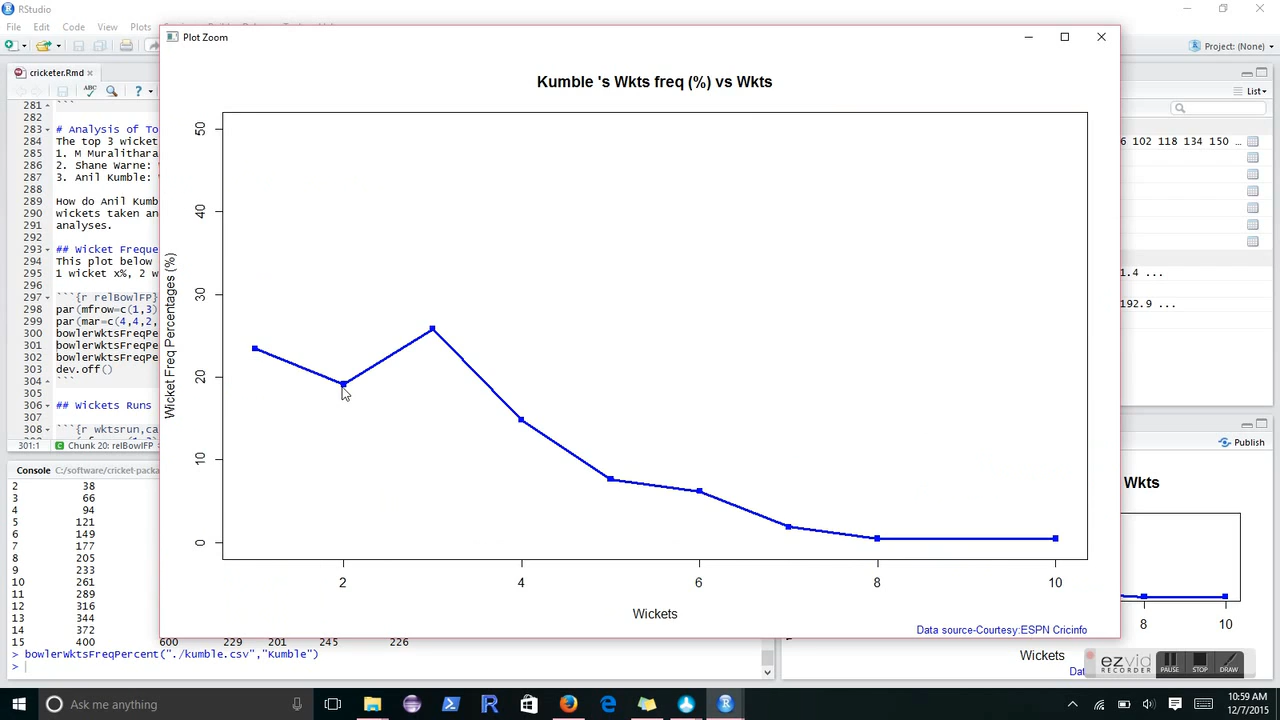 RStudio
File Edit Code View Plots
Project: (None)
Plot Zoom
cricketer.Rmd
List
Kumble 's Wkts freq (%) vs Wkts
50
40
30
20
10
0
Wicket Freq Percentages (%)
2 4 6 8 10
Wickets
Data source-Courtesy:ESPN Cricinfo
281 ```
282
283 # Analysis of To
284 The top 3 wicket
285 1. M Muralithara
286 2. Shane Warne:
287 3. Anil Kumble:
288
289 How do Anil Kumb
290 wickets taken an
291 analyses.
292
293 ## Wicket Freque
294 This plot below
295 1 wicket x%, 2 w
296
297 ```{r relBowlFP}
298 par(mfrow=c(1,3)
299 par(mar=c(4,4,2,
300 bowlerWktsFreqPe
301 bowlerWktsFreqPe
302 bowlerWktsFreqPe
303 dev.off()
304 ```
305
306 ## Wickets Runs
307
308 ```{r wktsrun,ca
301:1 Chunk 20: relBowlFP
6 102 118 134 150 ...
1.4 ...
192.9 ...
Publish
Console C:/software/cricket-packa
2 38
3 66
4 94
5 121
6 149
7 177
8 205
9 233
10 261
11 289
12 316
13 344
14 372
15 400 600 229 201 245 226
> bowlerWktsFreqPercent("./kumble.csv","Kumble")
>
Wkts
8 10
Wickets
Dat
ezvid
RECORDER
PAUSE STOP DRAW
Ask me anything
10:59 AM
12/7/2015